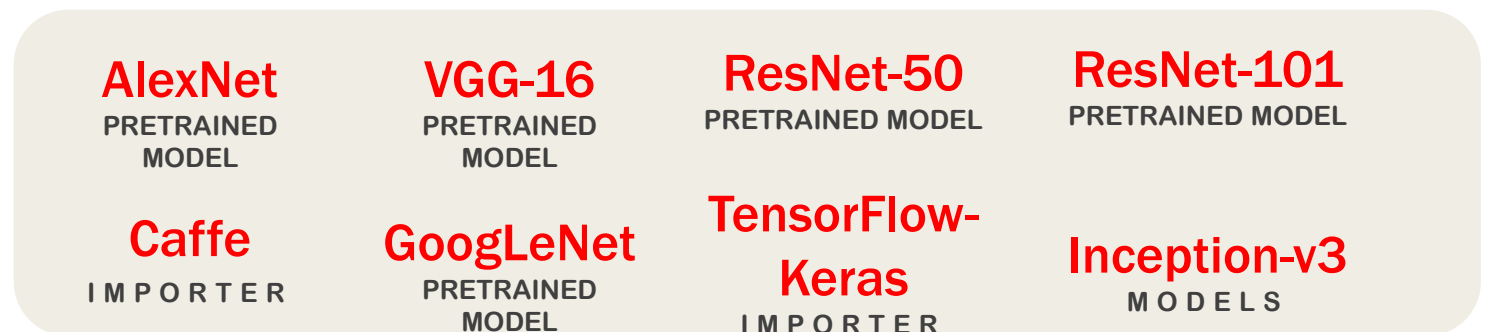 AlexNet
PRETRAINED
MODEL
VGG-16
PRETRAINED
MODEL
ResNet-50
PRETRAINED MODEL
ResNet-101
PRETRAINED MODEL
Caffe
IMPORTER
GoogLeNet
PRETRAINED
MODEL
TensorFlow-
Keras
IMPORTER
Inception-v3
MODELS